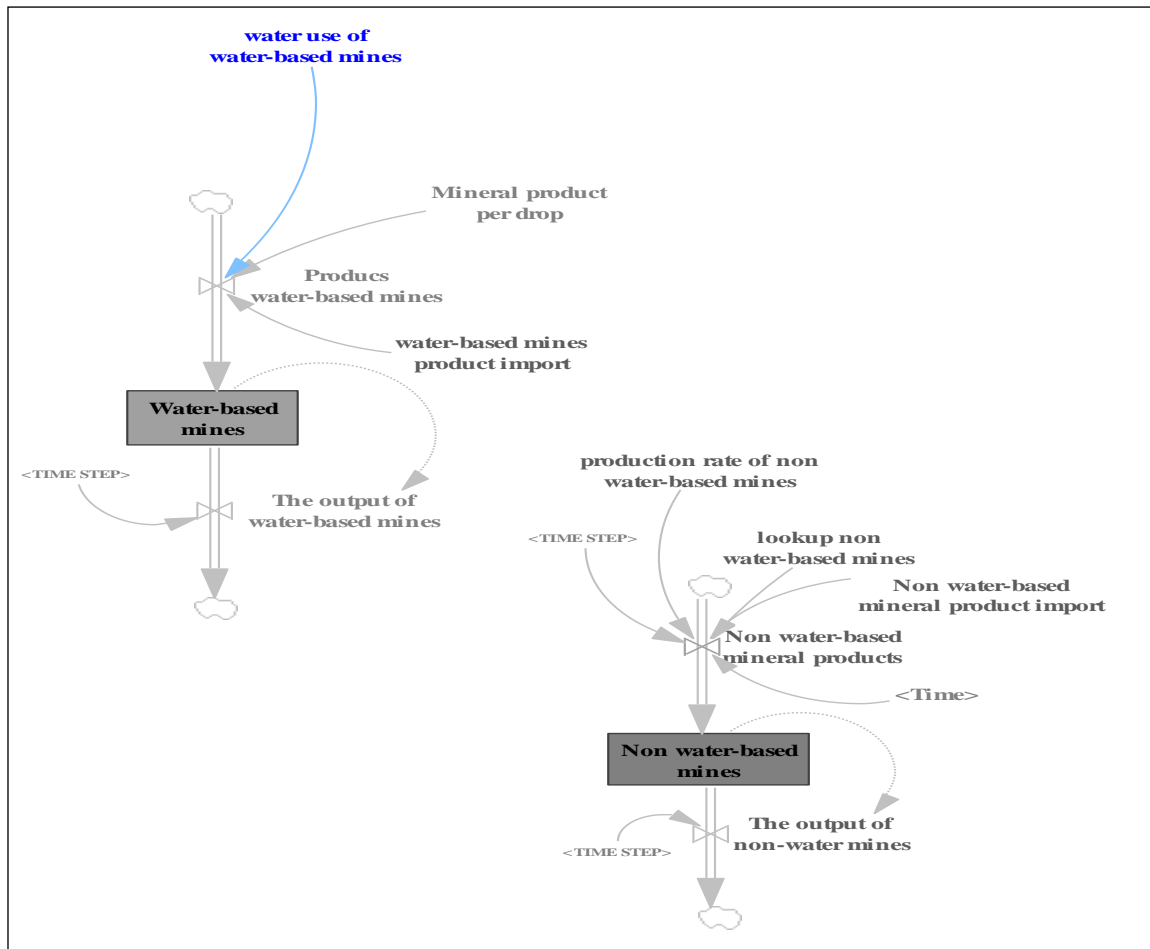 water use of
water-based mines
Mineral product
per drop
Producs
water-based mines
water-based mines
product import
Water-based
mines
<TIME STEP>
The output of
water-based mines
production rate of non
water-based mines
<TIME STEP>
lookup non
water-based mines
Non water-based
mineral product import
Non water-based
mineral products
<Time>
Non water-based
mines
The output of
non-water mines
<TIME STEP>